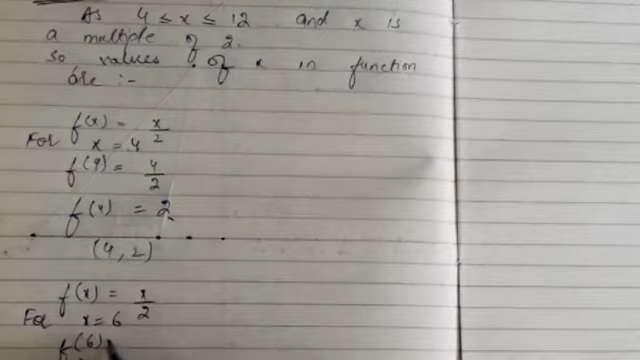 As 4 ≤ x ≤ 12 and x is
a multiple of 2.
so values of x in function
are :-
f(x) = x/2
For x = 4
f(4) = 4/2
f(4) = 2
(4, 2)
f(x) = x/2
For x = 6
f(6)